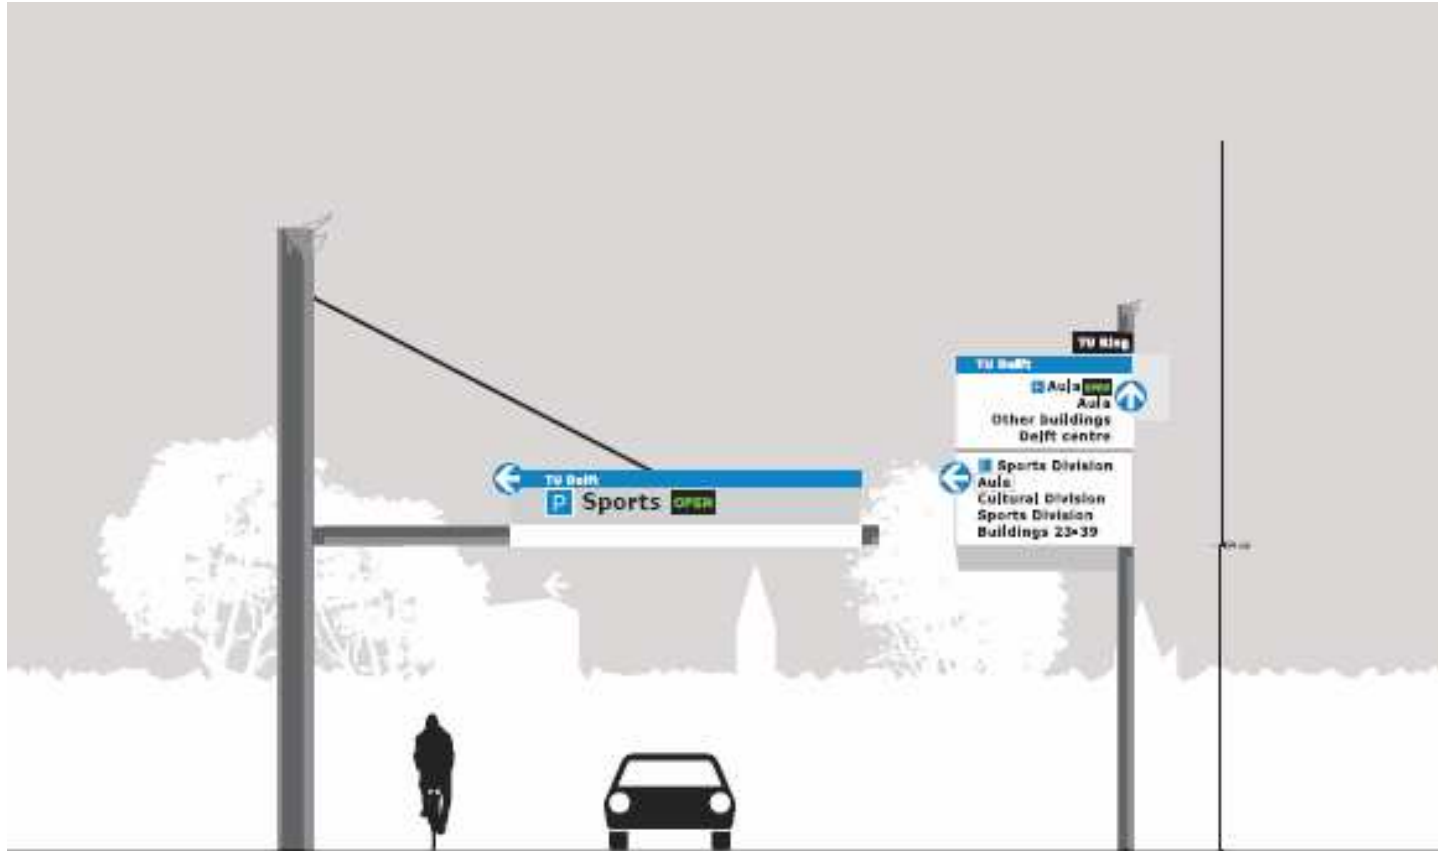 TU Delft
P Sports OPEN
TU Ring
TU Delft
P Aula OPEN
Aula
Other buildings
Delft centre
Sports Division
Aula
Cultural Division
Sports Division
Buildings 23-39